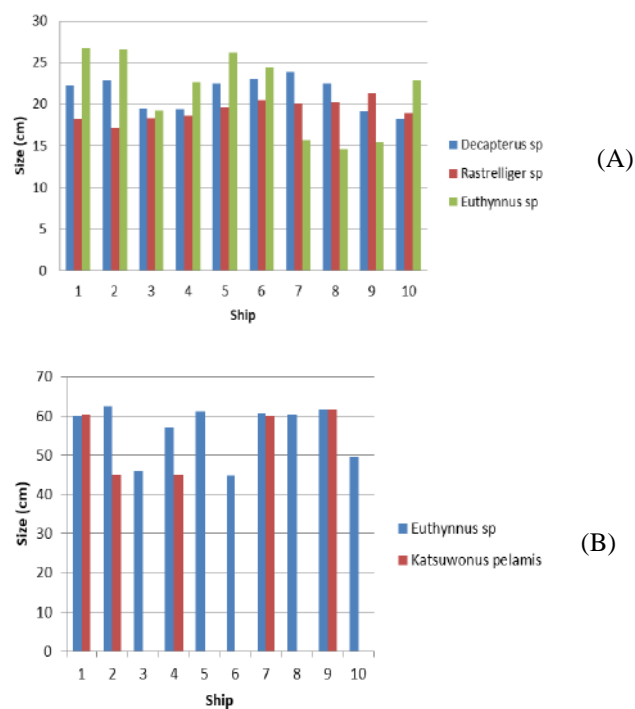 30
25
20
15
10
5
0
Size (cm)
1 2 3 4 5 6 7 8 9 10
Ship
Decapterus sp
Rastrelliger sp
Euthynnus sp
(A)
70
60
50
40
30
20
10
0
Size (cm)
1 2 3 4 5 6 7 8 9 10
Ship
Euthynnus sp
Katsuwonus pelamis
(B)